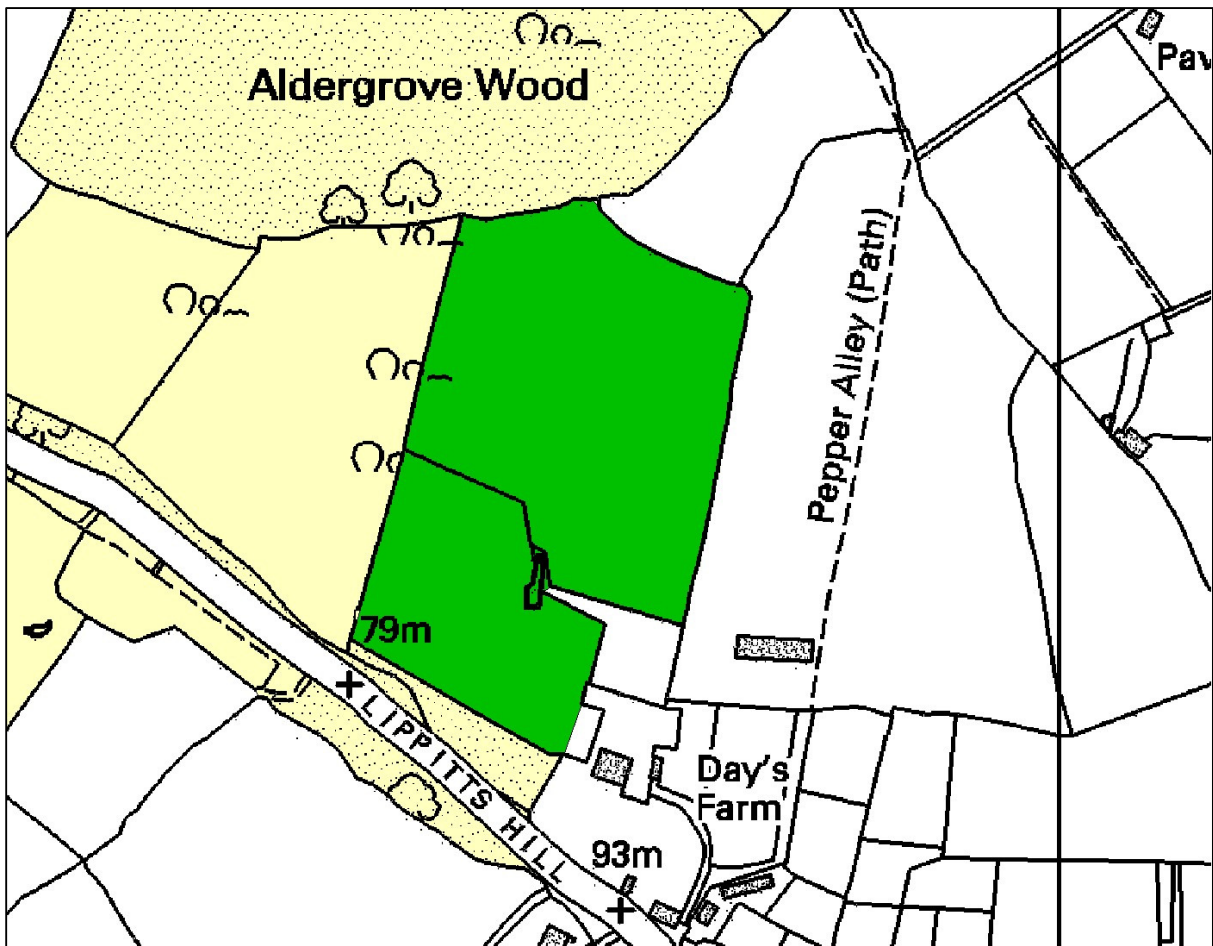 Aldergrove Wood
Pav
Pepper Alley (Path)
79m
LIPPITTS HILL
Day's
Farm
93m